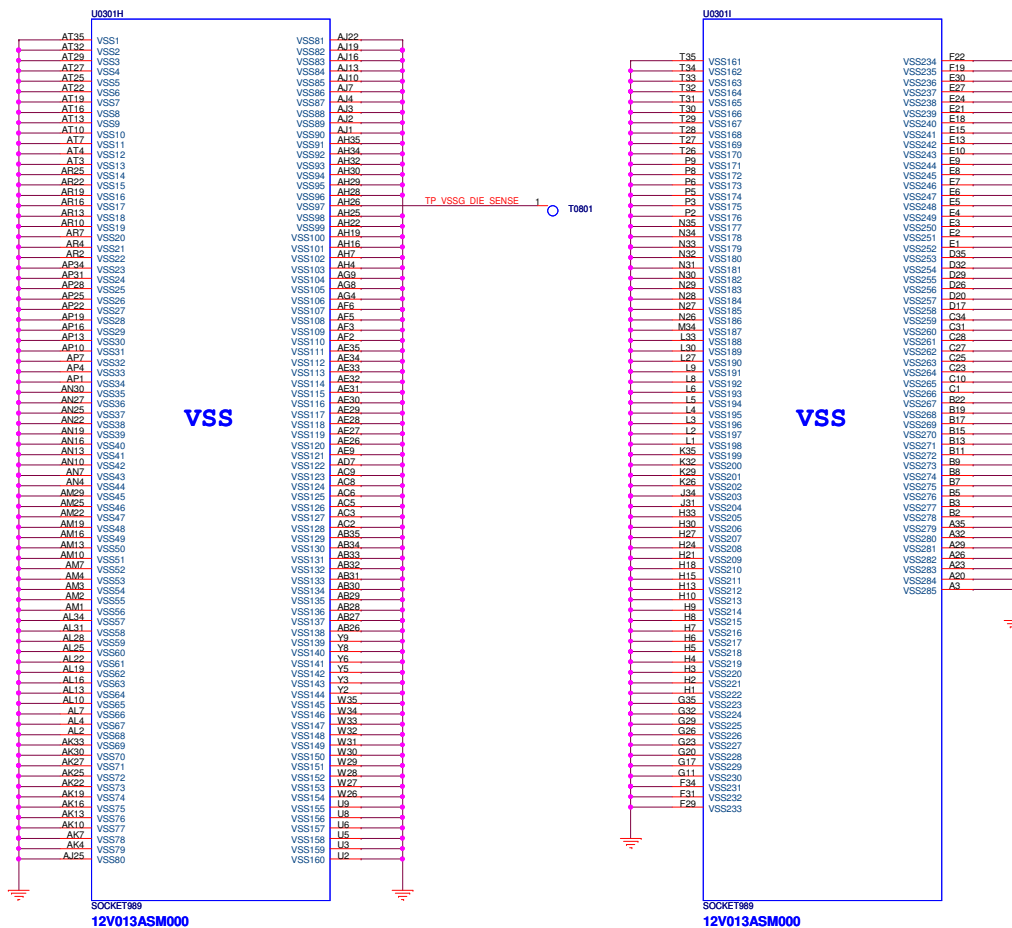 U0301H
AT35 VSS1 VSS81 AJ22
AT32 VSS2 VSS82 AJ19
AT29 VSS3 VSS83 AJ16
AT27 VSS4 VSS84 AJ13
AT25 VSS5 VSS85 AJ10
AT22 VSS6 VSS86 AJ7
AT19 VSS7 VSS87 AJ4
AT16 VSS8 VSS88 AJ3
AT13 VSS9 VSS89 AJ2
AT10 VSS10 VSS90 AJ1
AT7 VSS11 VSS91 AH35
AT4 VSS12 VSS92 AH34
AT3 VSS13 VSS93 AH32
AR25 VSS14 VSS94 AH30
AR22 VSS15 VSS95 AH29
AR19 VSS16 VSS96 AH28
AR16 VSS17 VSS97 AH26 TP_VSSG_DIE_SENSE 1 T0801
AR13 VSS18 VSS98 AH25
AR10 VSS19 VSS99 AH22
AR7 VSS20 VSS100 AH19
AR4 VSS21 VSS101 AH16
AR2 VSS22 VSS102 AH7
AP34 VSS23 VSS103 AH4
AP31 VSS24 VSS104 AG9
AP28 VSS25 VSS105 AG8
AP25 VSS26 VSS106 AG4
AP22 VSS27 VSS107 AF6
AP19 VSS28 VSS108 AF5
AP16 VSS29 VSS109 AF3
AP13 VSS30 VSS110 AF2
AP10 VSS31 VSS111 AE35
AP7 VSS32 VSS112 AE34
AP4 VSS33 VSS113 AE33
AP1 VSS34 VSS114 AE32
AN30 VSS35 VSS115 AE31
AN27 VSS36 VSS116 AE30
AN25 VSS37 VSS117 AE29
AN22 VSS38 VSS118 AE28
AN19 VSS39 VSS119 AE27
AN16 VSS40 VSS120 AE26
AN13 VSS41 VSS121 AE9
AN10 VSS42 VSS122 AD7
AN7 VSS43 VSS123 AC9
AN4 VSS44 VSS124 AC8
AM29 VSS45 VSS125 AC6
AM25 VSS46 VSS126 AC5
AM22 VSS47 VSS127 AC3
AM19 VSS48 VSS128 AC2
AM16 VSS49 VSS129 AB35
AM13 VSS50 VSS130 AB34
AM10 VSS51 VSS131 AB33
AM7 VSS52 VSS132 AB32
AM4 VSS53 VSS133 AB31
AM3 VSS54 VSS134 AB30
AM2 VSS55 VSS135 AB29
AM1 VSS56 VSS136 AB28
AL34 VSS57 VSS137 AB27
AL31 VSS58 VSS138 AB26
AL28 VSS59 VSS139 Y9
AL25 VSS60 VSS140 Y8
AL22 VSS61 VSS141 Y6
AL19 VSS62 VSS142 Y5
AL16 VSS63 VSS143 Y3
AL13 VSS64 VSS144 Y2
AL10 VSS65 VSS145 W35
AL7 VSS66 VSS146 W34
AL4 VSS67 VSS147 W33
AL2 VSS68 VSS148 W32
AK33 VSS69 VSS149 W31
AK30 VSS70 VSS150 W30
AK27 VSS71 VSS151 W29
AK25 VSS72 VSS152 W28
AK22 VSS73 VSS153 W27
AK19 VSS74 VSS154 W26
AK16 VSS75 VSS155 U9
AK13 VSS76 VSS156 U8
AK10 VSS77 VSS157 U6
AK7 VSS78 VSS158 U5
AK4 VSS79 VSS159 U3
AJ25 VSS80 VSS160 U2
VSS
SOCKET989
12V013ASM000
U0301I
T35 VSS161 VSS234 F22
T34 VSS162 VSS235 F19
T33 VSS163 VSS236 E30
T32 VSS164 VSS237 E27
T31 VSS165 VSS238 E24
T30 VSS166 VSS239 E21
T29 VSS167 VSS240 E18
T28 VSS168 VSS241 E15
T27 VSS169 VSS242 E13
T26 VSS170 VSS243 E10
P9 VSS171 VSS244 E9
P8 VSS172 VSS245 E8
P6 VSS173 VSS246 E7
P5 VSS174 VSS247 E6
P3 VSS175 VSS248 E5
P2 VSS176 VSS249 E4
N35 VSS177 VSS250 E3
N34 VSS178 VSS251 E2
N33 VSS179 VSS252 E1
N32 VSS180 VSS253 D35
N31 VSS181 VSS254 D32
N30 VSS182 VSS255 D29
N29 VSS183 VSS256 D26
N28 VSS184 VSS257 D20
N27 VSS185 VSS258 D17
N26 VSS186 VSS259 C34
M34 VSS187 VSS260 C31
L33 VSS188 VSS261 C28
L30 VSS189 VSS262 C27
L27 VSS190 VSS263 C25
L9 VSS191 VSS264 C23
L8 VSS192 VSS265 C10
L6 VSS193 VSS266 C1
L5 VSS194 VSS267 B22
L4 VSS195 VSS268 B19
L3 VSS196 VSS269 B17
L2 VSS197 VSS270 B15
L1 VSS198 VSS271 B13
K35 VSS199 VSS272 B11
K32 VSS200 VSS273 B9
K29 VSS201 VSS274 B8
K26 VSS202 VSS275 B7
J34 VSS203 VSS276 B5
J31 VSS204 VSS277 B3
H33 VSS205 VSS278 B2
H30 VSS206 VSS279 A35
H27 VSS207 VSS280 A32
H24 VSS208 VSS281 A29
H21 VSS209 VSS282 A26
H18 VSS210 VSS283 A23
H15 VSS211 VSS284 A20
H13 VSS212 VSS285 A3
H10 VSS213
H9 VSS214
H8 VSS215
H7 VSS216
H6 VSS217
H5 VSS218
H4 VSS219
H3 VSS220
H2 VSS221
H1 VSS222
G35 VSS223
G32 VSS224
G29 VSS225
G26 VSS226
G23 VSS227
G20 VSS228
G17 VSS229
G11 VSS230
F34 VSS231
F31 VSS232
F29 VSS233
VSS
SOCKET989
12V013ASM000